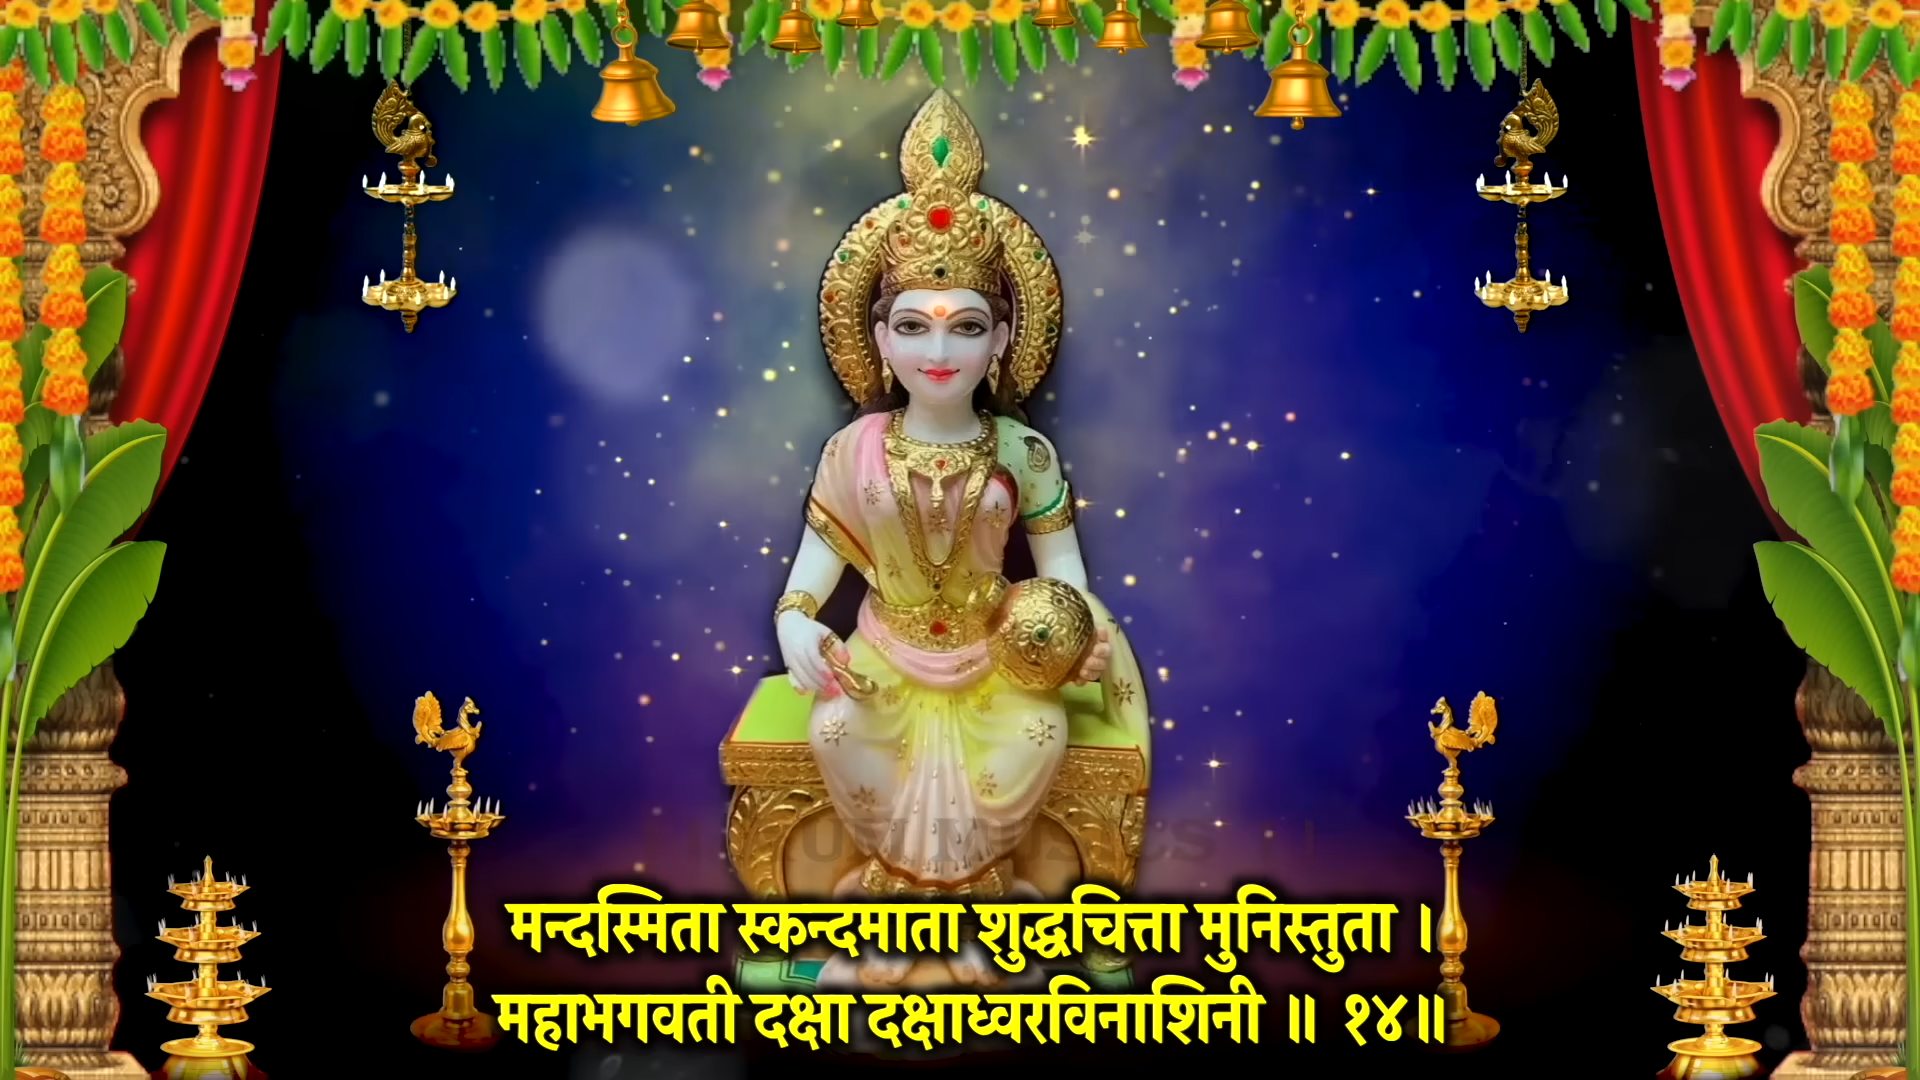 मन्दस्मिता स्कन्दमाता शुद्धचित्ता मुनिस्तुता ।
महाभगवती दक्षा दक्षाध्वरविनाशिनी ॥ १४॥